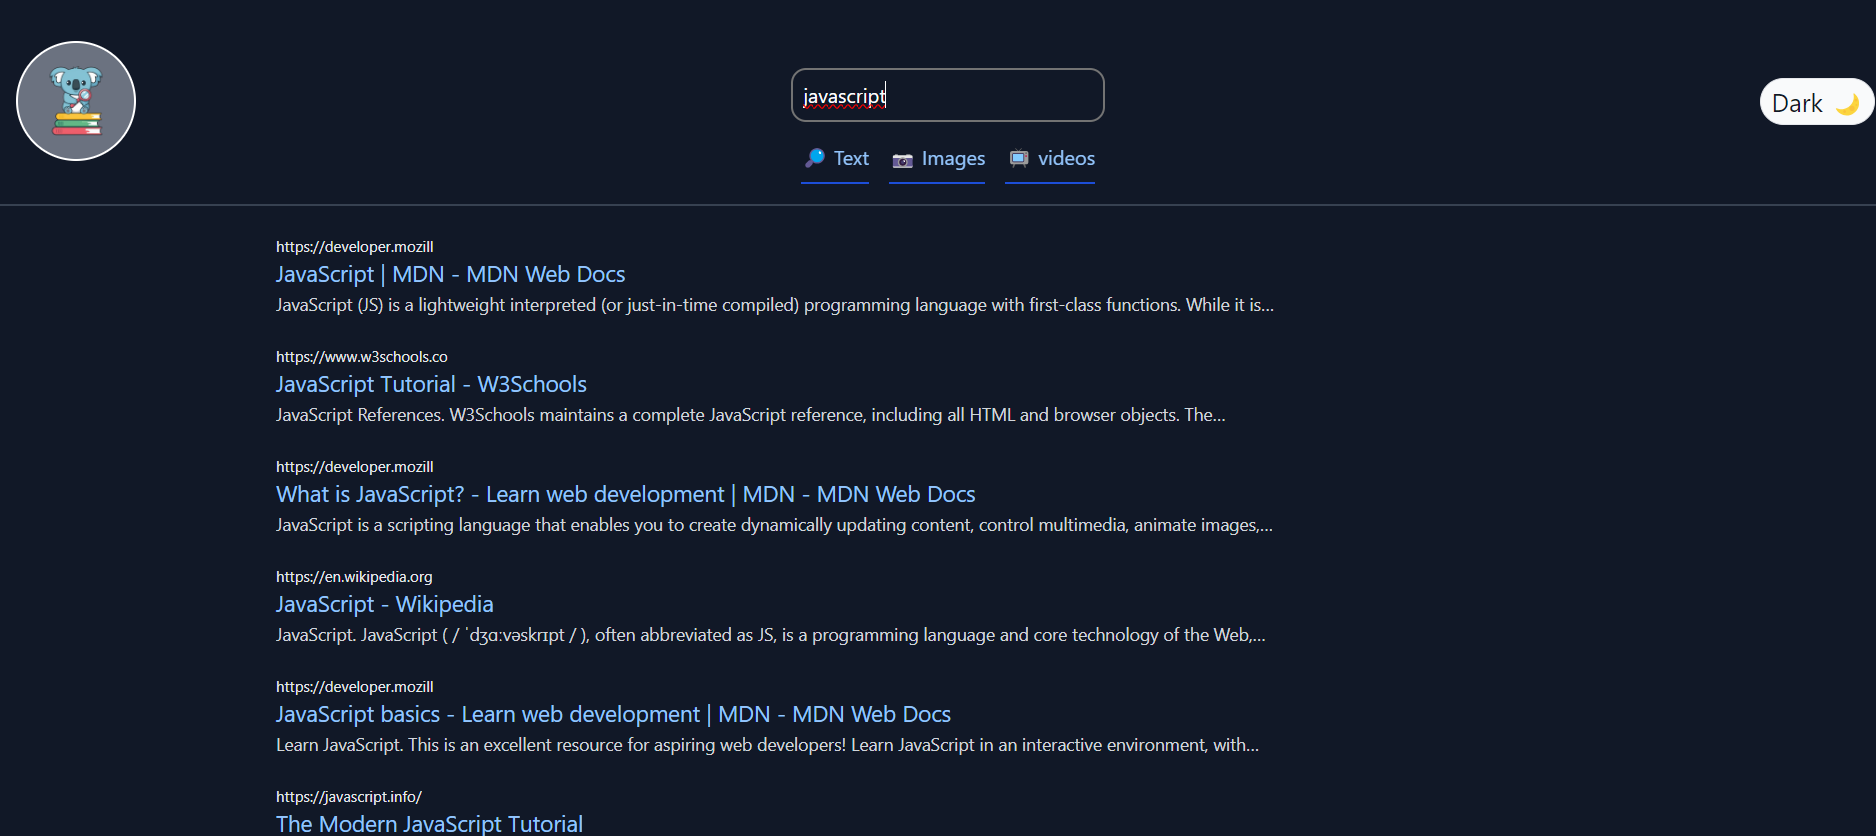 javascript
Dark 🌙
🔎 Text 📷 Images 📺 videos
https://developer.mozill
JavaScript | MDN - MDN Web Docs
JavaScript (JS) is a lightweight interpreted (or just-in-time compiled) programming language with first-class functions. While it is...
https://www.w3schools.co
JavaScript Tutorial - W3Schools
JavaScript References. W3Schools maintains a complete JavaScript reference, including all HTML and browser objects. The...
https://developer.mozill
What is JavaScript? - Learn web development | MDN - MDN Web Docs
JavaScript is a scripting language that enables you to create dynamically updating content, control multimedia, animate images,...
https://en.wikipedia.org
JavaScript - Wikipedia
JavaScript. JavaScript ( / ˈdʒɑːvəskrɪpt / ), often abbreviated as JS, is a programming language and core technology of the Web,...
https://developer.mozill
JavaScript basics - Learn web development | MDN - MDN Web Docs
Learn JavaScript. This is an excellent resource for aspiring web developers! Learn JavaScript in an interactive environment, with...
https://javascript.info/
The Modern JavaScript Tutorial